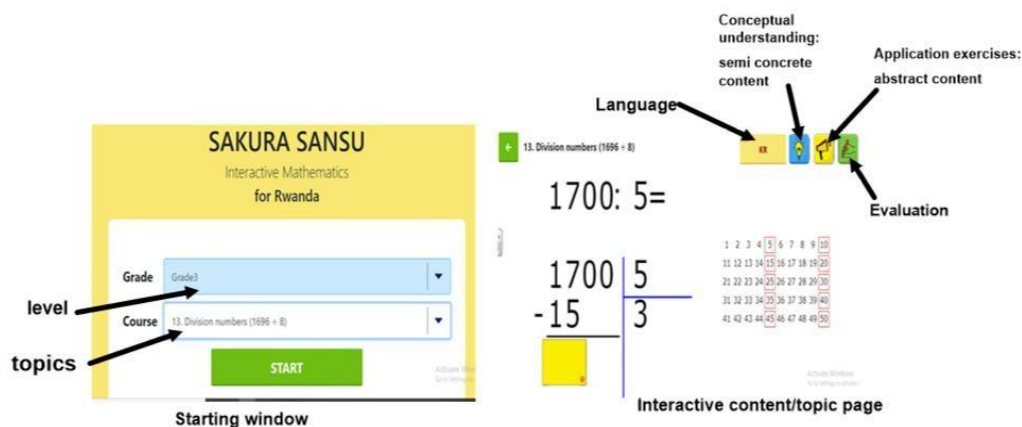 Conceptual
understanding:
semi concrete
content
Application exercises:
abstract content
Language
KR
Evaluation
SAKURA SANSU
Interactive Mathematics
for Rwanda
Grade Grade3
level
Course 13. Division numbers (1696 ÷ 8)
topics
START
Starting window
13. Division numbers (1696 ÷ 8)
1700: 5=
1700 5
-15 3
1 2 3 4 5 6 7 8 9 10
11 12 13 14 15 16 17 18 19 20
21 22 23 24 25 26 27 28 29 30
31 32 33 34 35 36 37 38 39 40
41 42 43 44 45 46 47 48 49 50
Activate Windows
Interactive content/topic page